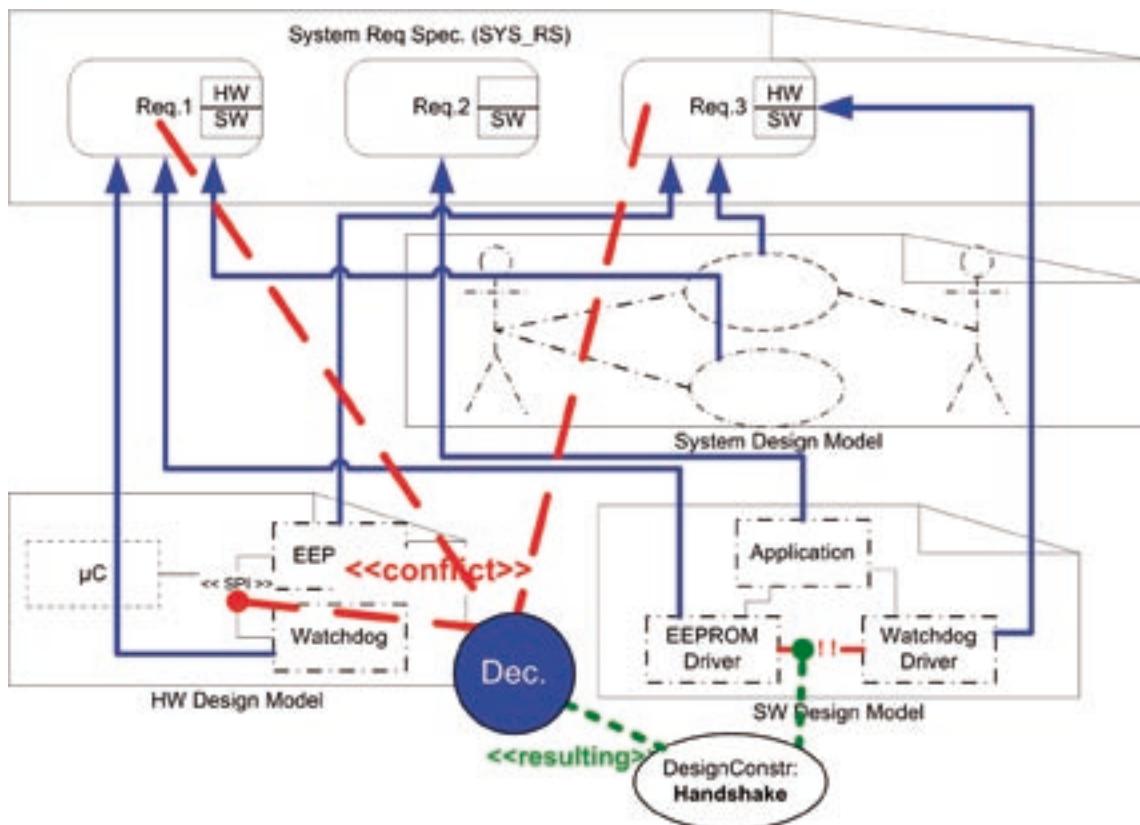 System Req Spec. (SYS_RS)
Req.1
HW
SW
Req.2
SW
Req.3
HW
SW
System Design Model
µC
<< SPI >>
EEP
<<conflict>>
Watchdog
HW Design Model
Dec.
Application
EEPROM
Driver
!!
Watchdog
Driver
SW Design Model
<<resulting>
DesignConstr:
Handshake